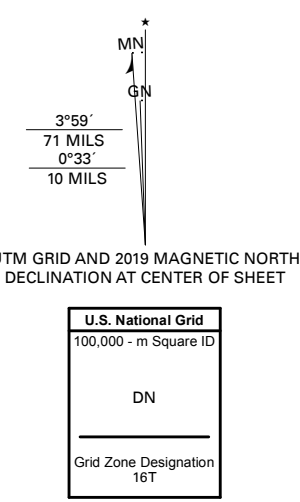 ★
MN
GN
3°59´
71 MILS
0°33´
10 MILS
UTM GRID AND 2019 MAGNETIC NORTH
DECLINATION AT CENTER OF SHEET
U.S. National Grid
100,000 - m Square ID
DN
Grid Zone Designation
16T